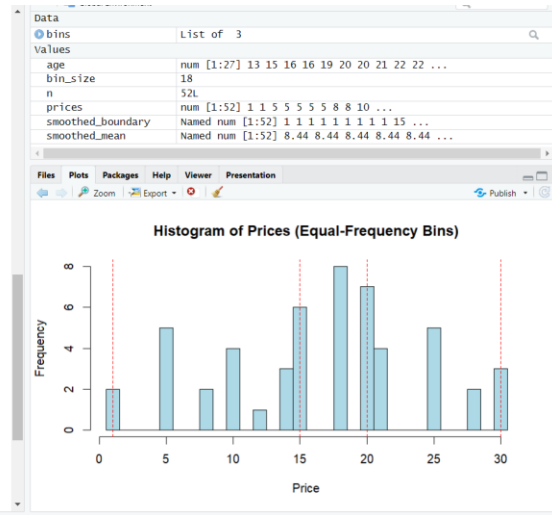 Data
bins List of 3
Values
age num [1:27] 13 15 16 16 19 20 20 21 22 22 ...
bin_size 18
n 52L
prices num [1:52] 1 1 5 5 5 5 5 8 8 10 ...
smoothed_boundary Named num [1:52] 1 1 1 1 1 1 1 1 1 15 ...
smoothed_mean Named num [1:52] 8.44 8.44 8.44 8.44 8.44 ...
Files Plots Packages Help Viewer Presentation
Zoom Export Publish
Histogram of Prices (Equal-Frequency Bins)
8
6
4
2
0
Frequency
0 5 10 15 20 25 30
Price